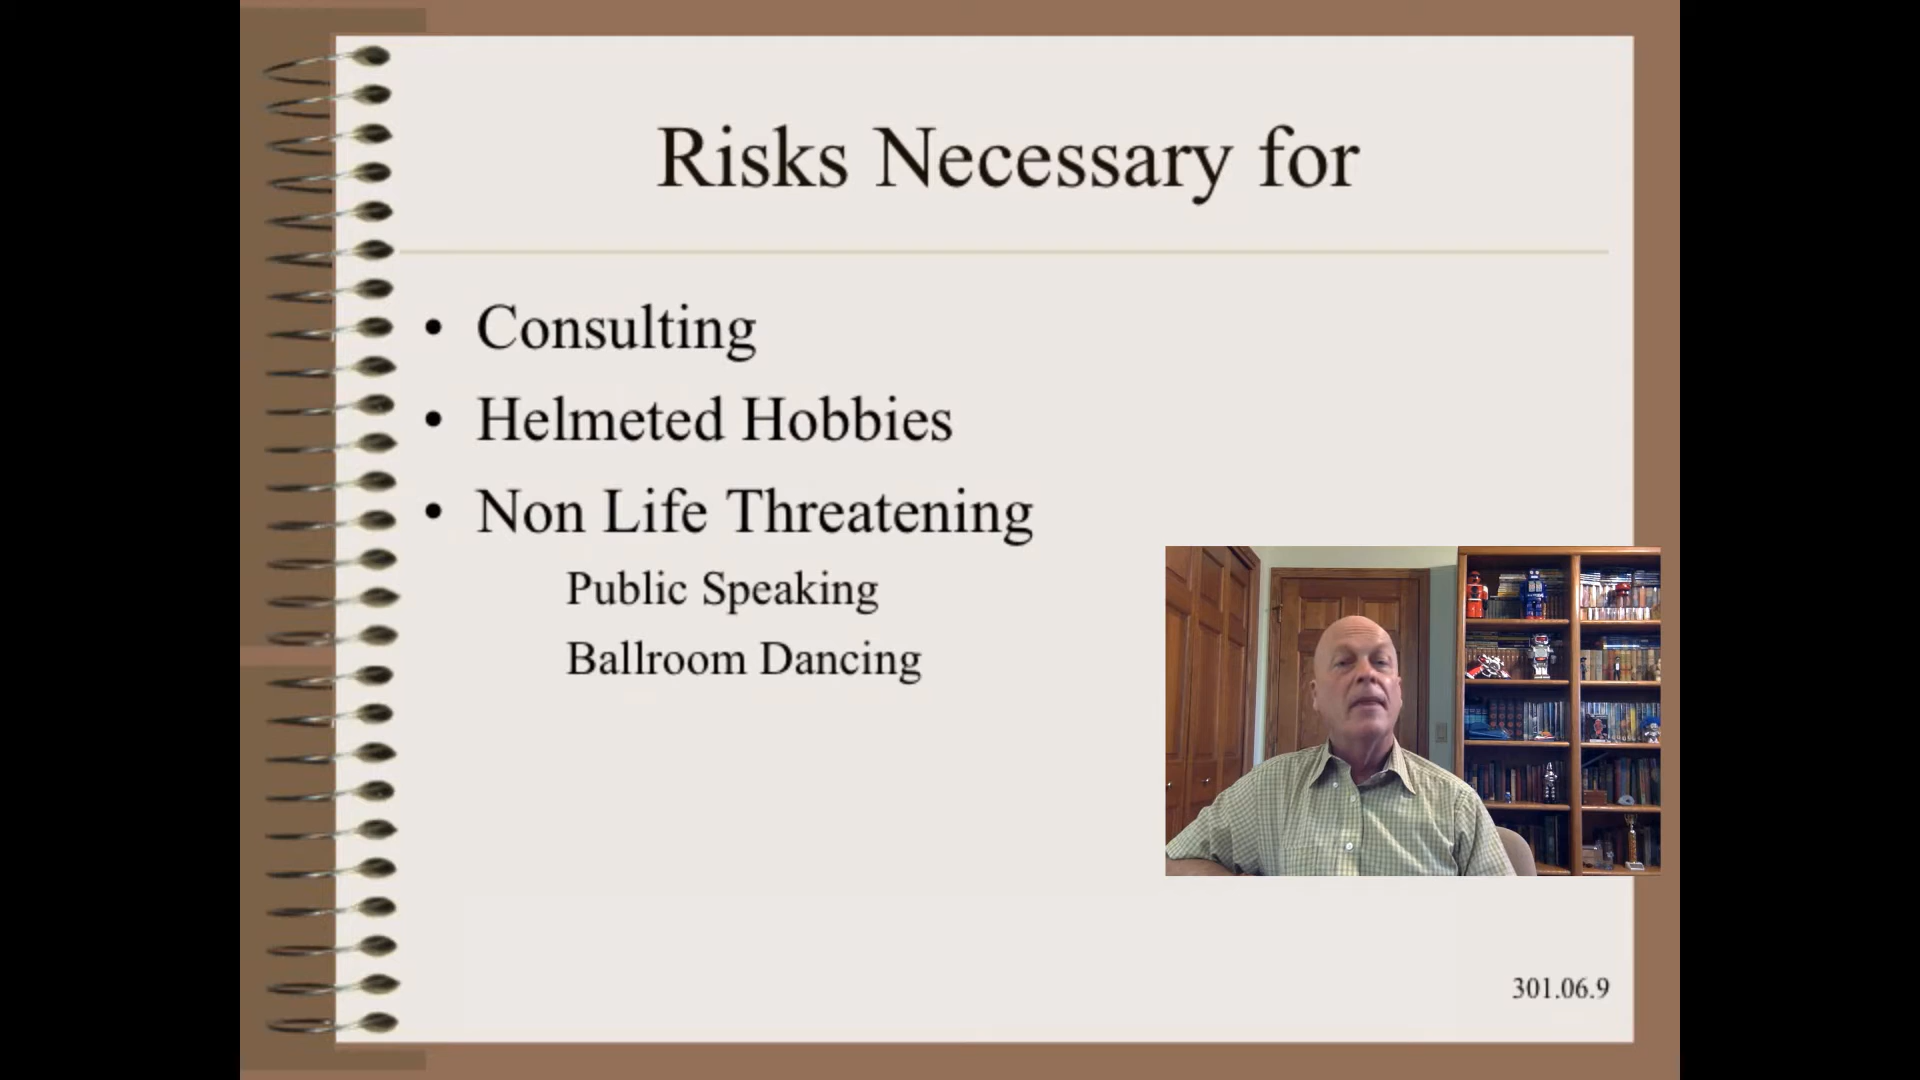 Risks Necessary for
• Consulting
• Helmeted Hobbies
• Non Life Threatening
Public Speaking
Ballroom Dancing
301.06.9